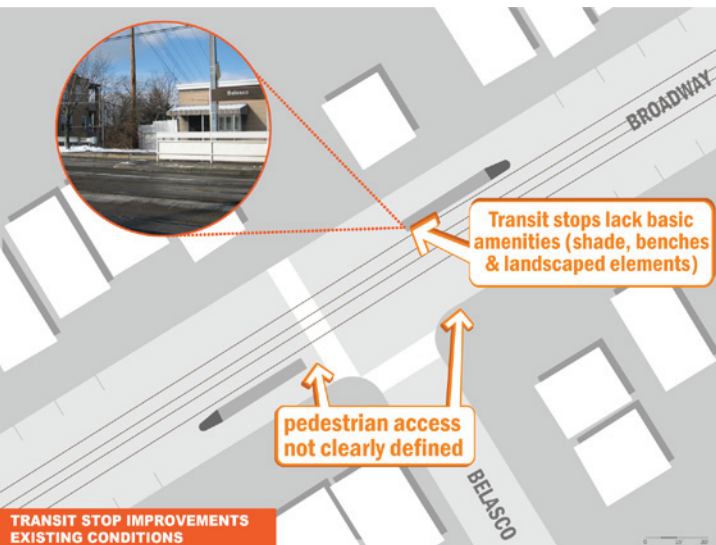 Belasco
BROADWAY
Transit stops lack basic
amenities (shade, benches
& landscaped elements)
pedestrian access
not clearly defined
BELASCO
TRANSIT STOP IMPROVEMENTS
EXISTING CONDITIONS